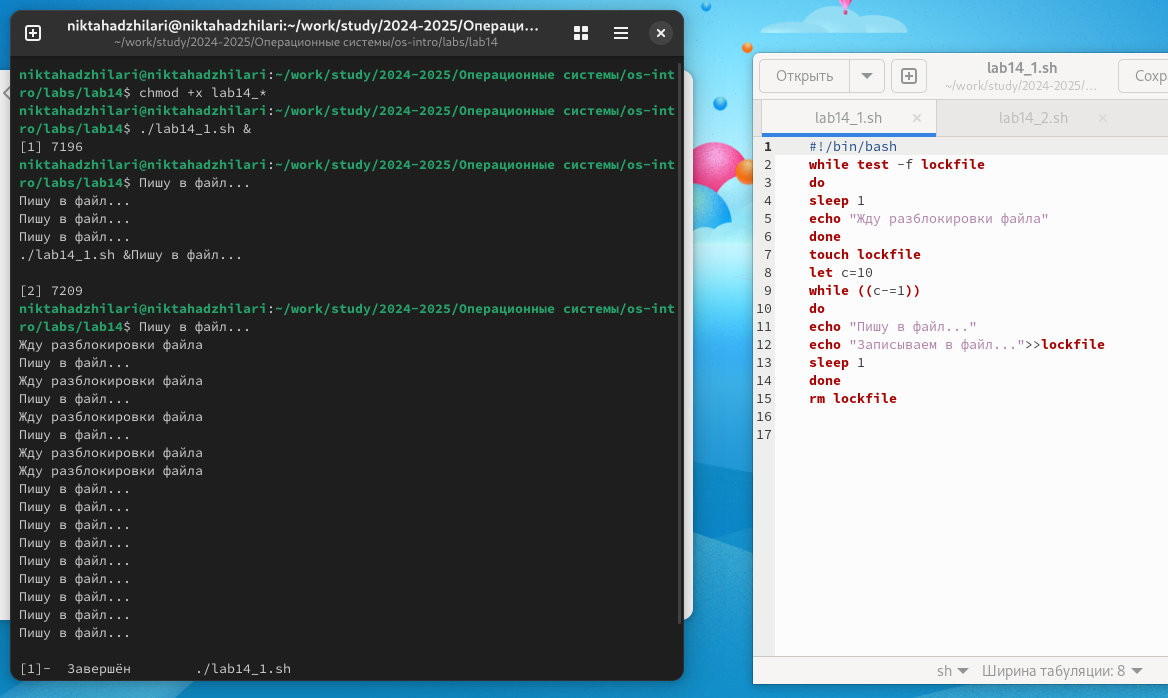 niktahadzhilari@niktahadzhilari:~/work/study/2024-2025/Операци...
~/work/study/2024-2025/Операционные системы/os-intro/labs/lab14
niktahadzhilari@niktahadzhilari:~/work/study/2024-2025/Операционные системы/os-int
ro/labs/lab14$ chmod +x lab14_*
niktahadzhilari@niktahadzhilari:~/work/study/2024-2025/Операционные системы/os-int
ro/labs/lab14$ ./lab14_1.sh &
[1] 7196
niktahadzhilari@niktahadzhilari:~/work/study/2024-2025/Операционные системы/os-int
ro/labs/lab14$ Пишу в файл...
Пишу в файл...
Пишу в файл...
Пишу в файл...
./lab14_1.sh &Пишу в файл...
[2] 7209
niktahadzhilari@niktahadzhilari:~/work/study/2024-2025/Операционные системы/os-int
ro/labs/lab14$ Пишу в файл...
Жду разблокировки файла
Пишу в файл...
Жду разблокировки файла
Пишу в файл...
Жду разблокировки файла
Пишу в файл...
Жду разблокировки файла
Жду разблокировки файла
Пишу в файл...
Пишу в файл...
Пишу в файл...
Пишу в файл...
Пишу в файл...
Пишу в файл...
Пишу в файл...
Пишу в файл...
Пишу в файл...
[1]-  Завершён        ./lab14_1.sh
Открыть
lab14_1.sh
~/work/study/2024-2025/...
Сохр
lab14_1.sh
lab14_2.sh
1 #!/bin/bash
2 while test -f lockfile
3 do
4 sleep 1
5 echo "Жду разблокировки файла"
6 done
7 touch lockfile
8 let c=10
9 while ((c-=1))
10 do
11 echo "Пишу в файл..."
12 echo "Записываем в файл...">>lockfile
13 sleep 1
14 done
15 rm lockfile
16
17
sh
Ширина табуляции: 8